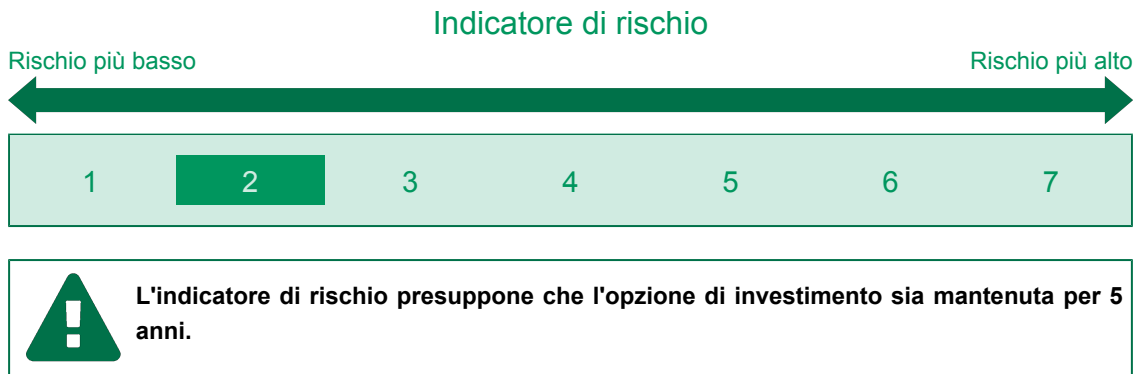 Indicatore di rischio
Rischio più basso
Rischio più alto
1 2 3 4 5 6 7
L'indicatore di rischio presuppone che l'opzione di investimento sia mantenuta per 5
anni.